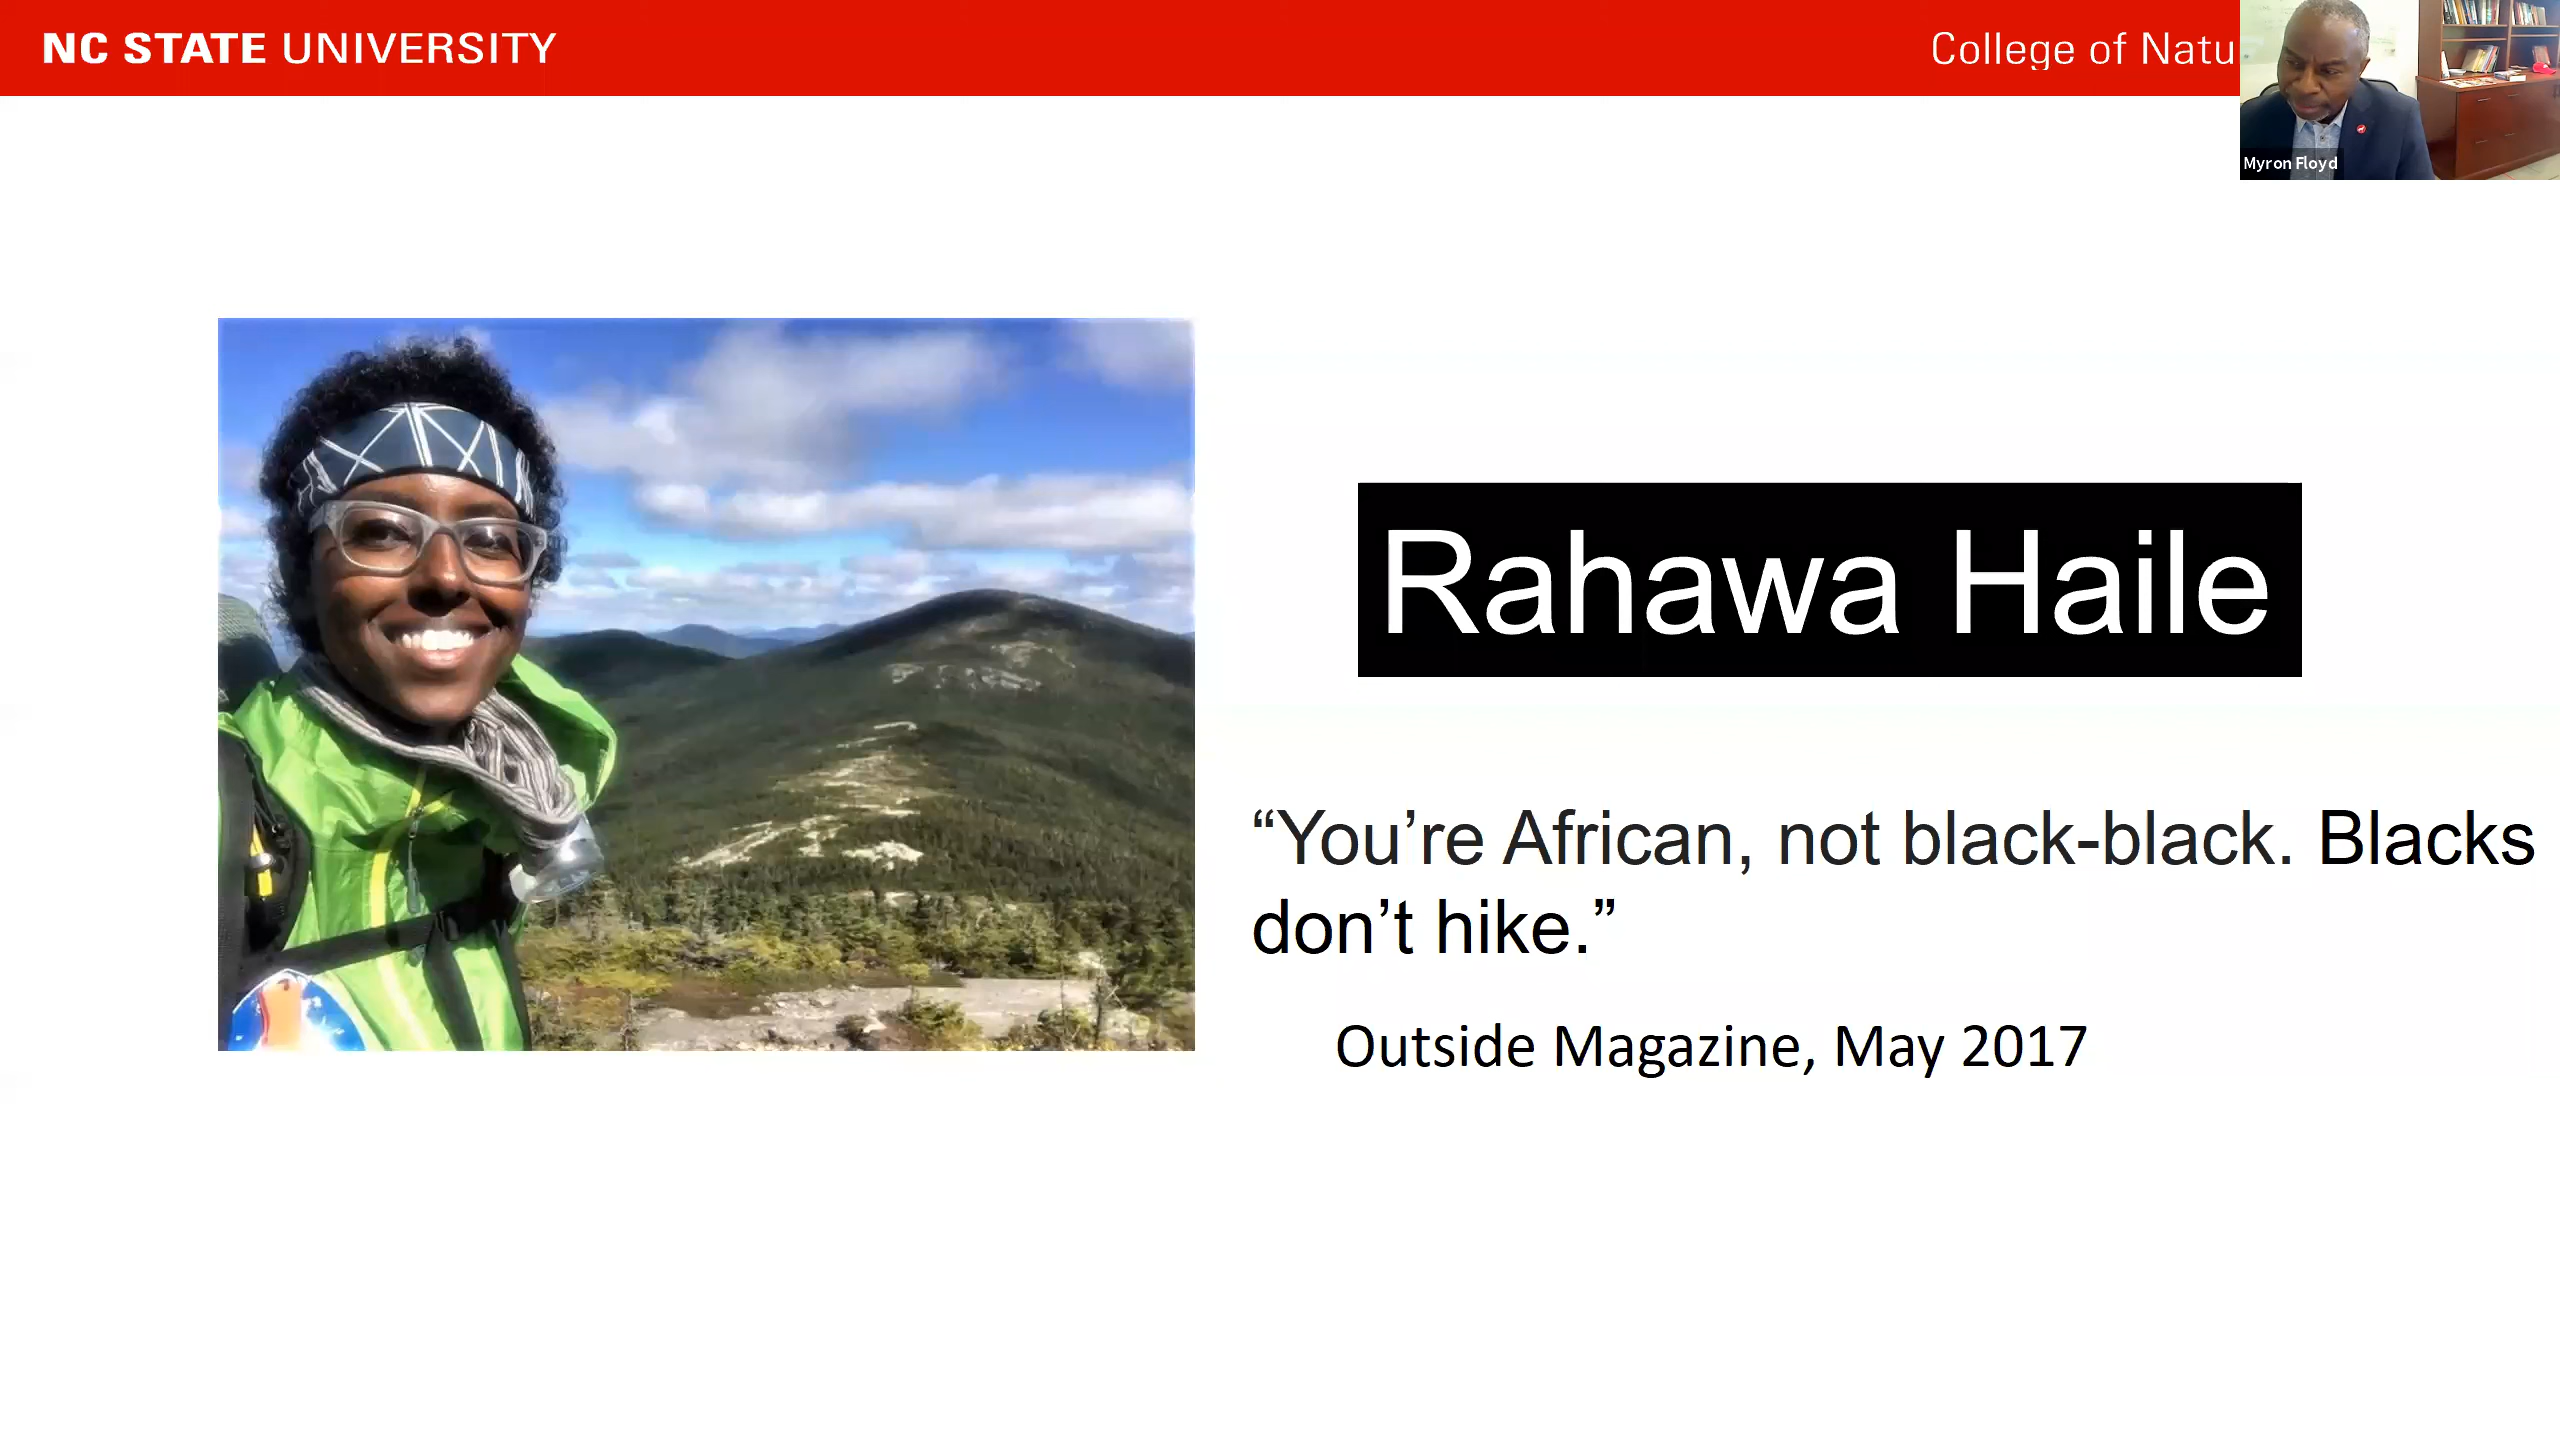 NC STATE UNIVERSITY
College of Natu
Myron Floyd
Rahawa Haile
“You’re African, not black-black. Blacks
don’t hike.”
Outside Magazine, May 2017